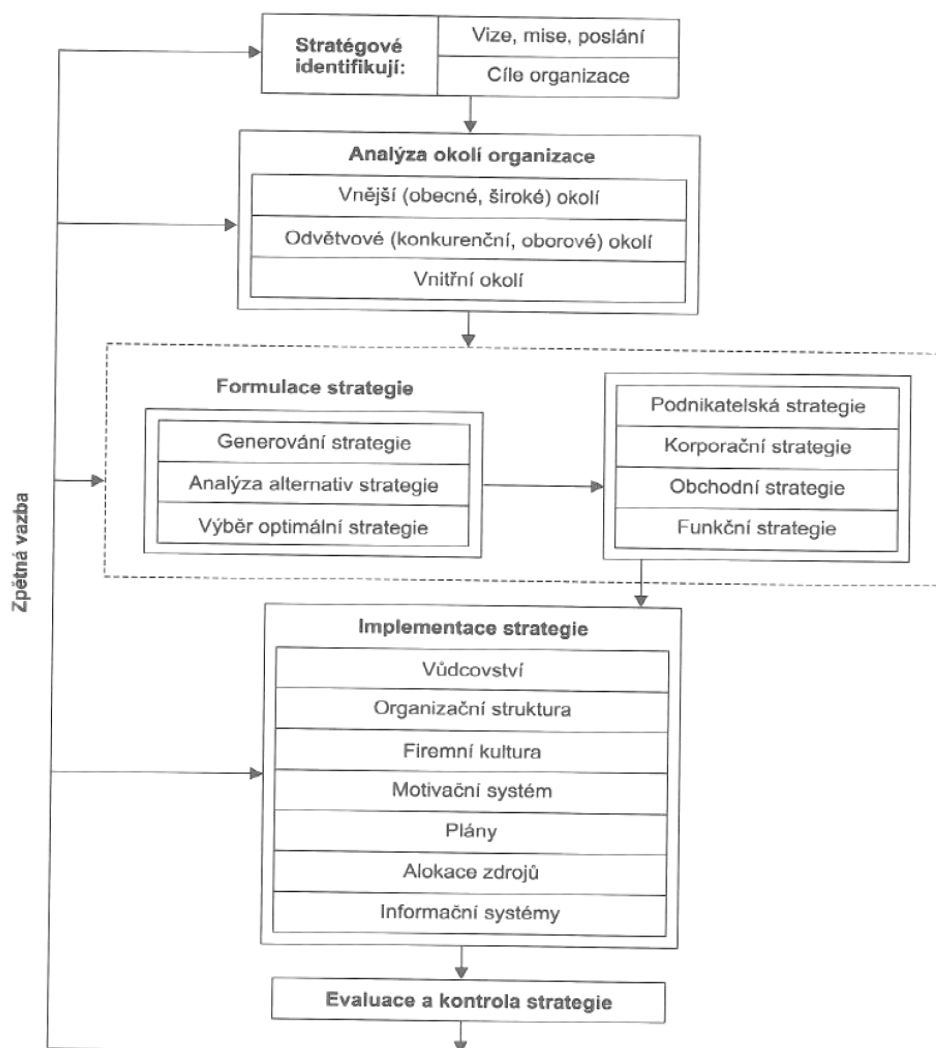 Stratégové
identifikují:
Vize, mise, poslání
Cíle organizace
Analýza okolí organizace
Vnější (obecné, široké) okolí
Odvětvové (konkurenční, oborové) okolí
Vnitřní okolí
Formulace strategie
Generování strategie
Analýza alternativ strategie
Výběr optimální strategie
Podnikatelská strategie
Korporační strategie
Obchodní strategie
Funkční strategie
Zpětná vazba
Implementace strategie
Vůdcovství
Organizační struktura
Firemní kultura
Motivační systém
Plány
Alokace zdrojů
Informační systémy
Evaluace a kontrola strategie